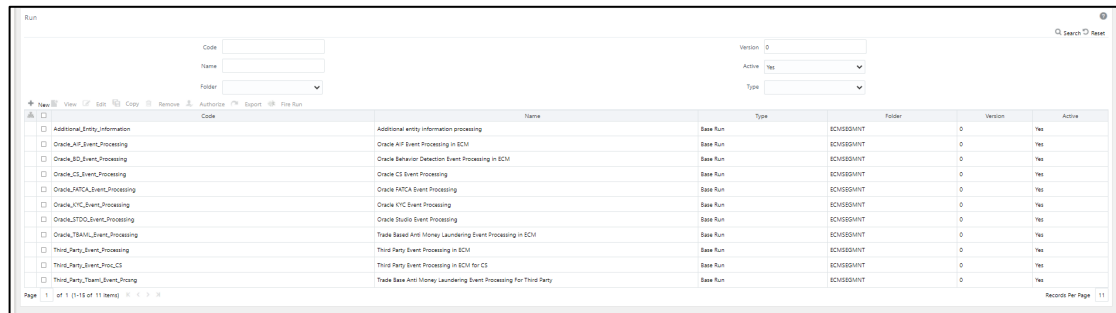 Run
Search Reset
Code Version 0
Name Active Yes
Folder Type
New View Edit Copy Remove Authorize Export Fire Run
Code Name Type Folder Version Active
Additional_Entity_Information Additional entity information processing Base Run ECMSEGMNT 0 Yes
Oracle_AIF_Event_Processing Oracle AIF Event Processing in ECM Base Run ECMSEGMNT 0 Yes
Oracle_BD_Event_Processing Oracle Behavior Detection Event Processing in ECM Base Run ECMSEGMNT 0 Yes
Oracle_CS_Event_Processing Oracle CS Event Processing Base Run ECMSEGMNT 0 Yes
Oracle_FATCA_Event_Processing Oracle FATCA Event Processing Base Run ECMSEGMNT 0 Yes
Oracle_KYC_Event_Processing Oracle KYC Event Processing Base Run ECMSEGMNT 0 Yes
Oracle_STDO_Event_Processing Oracle Studio Event Processing Base Run ECMSEGMNT 0 Yes
Oracle_TBAML_Event_Processing Trade Based Anti Money Laundering Event Processing in ECM Base Run ECMSEGMNT 0 Yes
Third_Party_Event_Processing Third Party Event Processing in ECM Base Run ECMSEGMNT 0 Yes
Third_Party_Event_Proc_CS Third Party Event Processing in ECM for CS Base Run ECMSEGMNT 0 Yes
Third_Party_Tbaml_Event_Prcsng Trade Base Anti Money Laundering Event Processing For Third Party Base Run ECMSEGMNT 0 Yes
Page 1 of 1 (1-15 of 11 items) Records Per Page 11